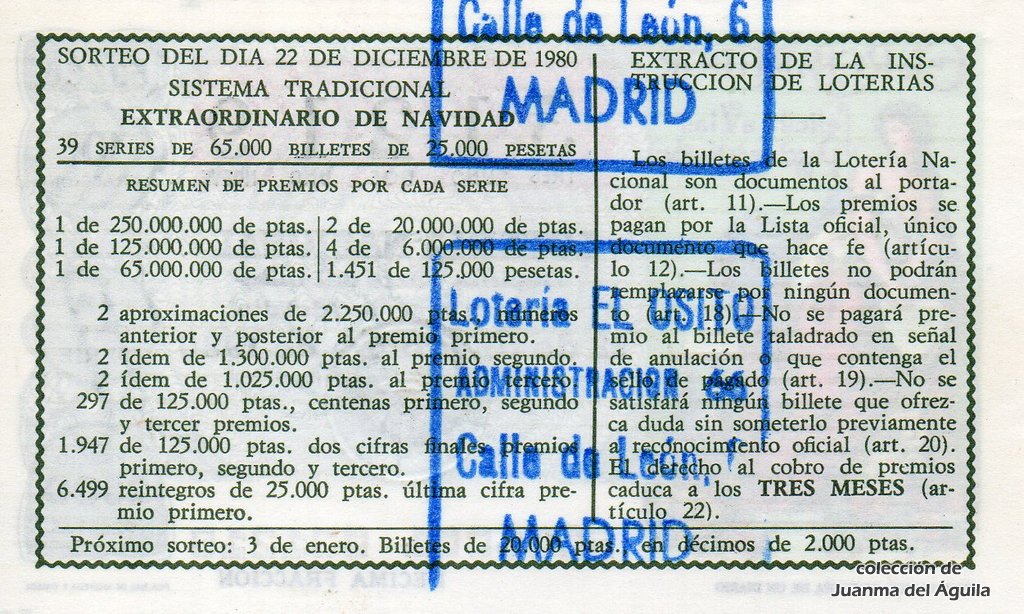 SORTEO DEL DIA 22 DE DICIEMBRE DE 1980
SISTEMA TRADICIONAL
EXTRAORDINARIO DE NAVIDAD
39 SERIES DE 65.000 BILLETES DE 25.000 PESETAS
RESUMEN DE PREMIOS POR CADA SERIE
1 de 250.000.000 de ptas.
1 de 125.000.000 de ptas.
1 de 65.000.000 de ptas.
2 de 20.000.000 de ptas.
4 de 6.000.000 de ptas.
1.451 de 125.000 pesetas.
2 aproximaciones de 2.250.000 ptas., números
anterior y posterior al premio primero.
2 ídem de 1.300.000 ptas. al premio segundo.
2 ídem de 1.025.000 ptas. al premio tercero.
297 de 125.000 ptas., centenas primero, segundo
y tercer premios.
1.947 de 125.000 ptas. dos cifras finales premios
primero, segundo y tercero.
6.499 reintegros de 25.000 ptas. última cifra pre-
mio primero.
EXTRACTO DE LA INS-
TRUCCION DE LOTERIAS
Los billetes de la Lotería Na-
cional son documentos al porta-
dor (art. 11).—Los premios se
pagan por la Lista oficial, único
documento que hace fe (artícu-
lo 12).—Los billetes no podrán
remplazarse por ningún documen-
to (art. 18).—No se pagará pre-
mio al billete taladrado en señal
de anulación o que contenga el
sello de pagado (art. 19).—No se
satisfará ningún billete que ofrez-
ca duda sin someterlo previamente
al reconocimiento oficial (art. 20).
El derecho al cobro de premios
caduca a los TRES MESES (ar-
tículo 22).
Próximo sorteo: 3 de enero. Billetes de 20.000 ptas., en décimos de 2.000 ptas.
Calle de León, 6
MADRID
Lotería EL OSITO
ADMINISTRACION 66
Calle de León,
MADRID
DECIMA FRACCION
colección de
Juanma del Águila